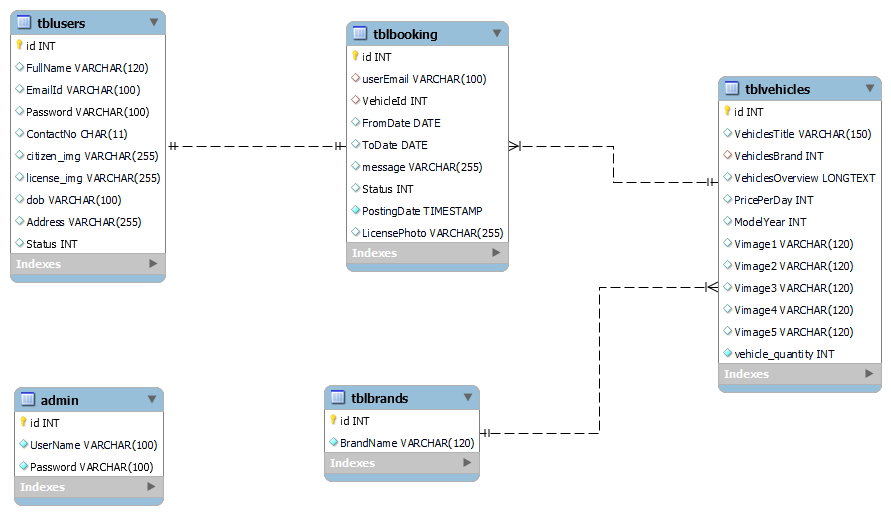 tblusers
id INT
FullName VARCHAR(120)
EmailId VARCHAR(100)
Password VARCHAR(100)
ContactNo CHAR(11)
citizen_img VARCHAR(255)
license_img VARCHAR(255)
dob VARCHAR(100)
Address VARCHAR(255)
Status INT
Indexes
tblbooking
id INT
userEmail VARCHAR(100)
VehicleId INT
FromDate DATE
ToDate DATE
message VARCHAR(255)
Status INT
PostingDate TIMESTAMP
LicensePhoto VARCHAR(255)
Indexes
tblvehicles
id INT
VehiclesTitle VARCHAR(150)
VehiclesBrand INT
VehiclesOverview LONGTEXT
PricePerDay INT
ModelYear INT
Vimage1 VARCHAR(120)
Vimage2 VARCHAR(120)
Vimage3 VARCHAR(120)
Vimage4 VARCHAR(120)
Vimage5 VARCHAR(120)
vehicle_quantity INT
Indexes
admin
id INT
UserName VARCHAR(100)
Password VARCHAR(100)
Indexes
tblbrands
id INT
BrandName VARCHAR(120)
Indexes